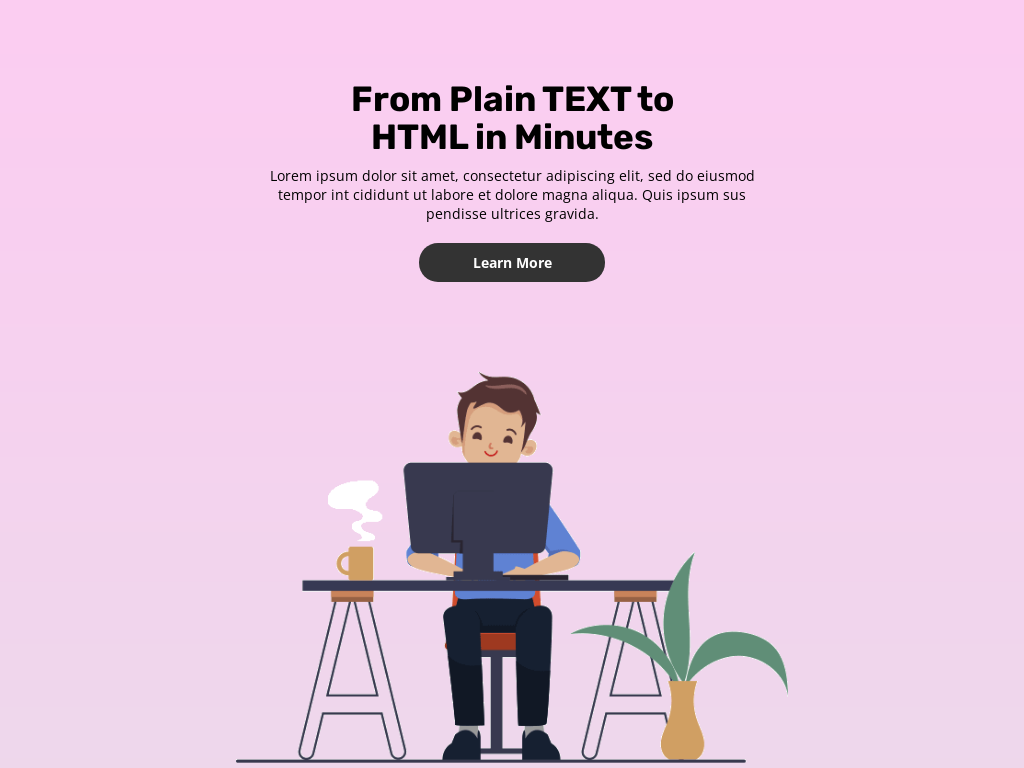 From Plain TEXT to
HTML in Minutes
Lorem ipsum dolor sit amet, consectetur adipiscing elit, sed do eiusmod
tempor int cididunt ut labore et dolore magna aliqua. Quis ipsum sus
pendisse ultrices gravida.
Learn More